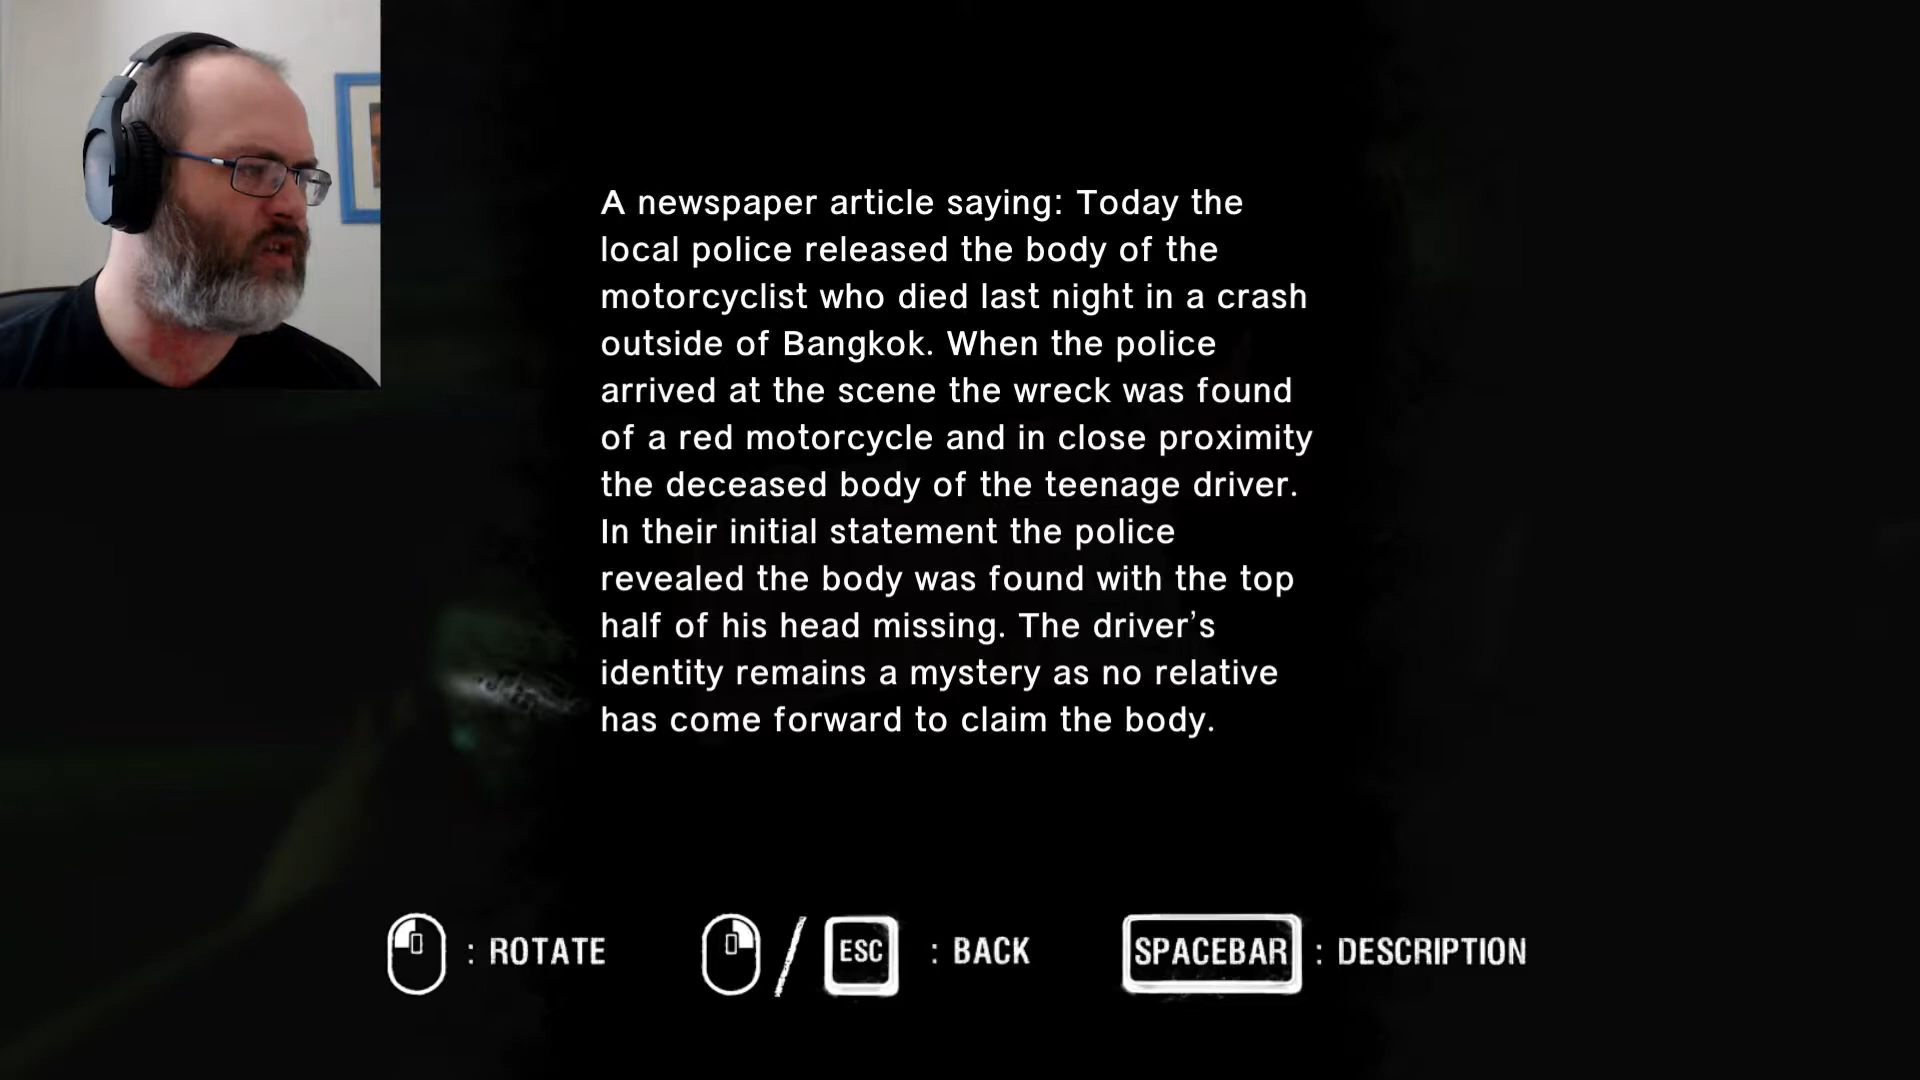 A newspaper article saying: Today the
local police released the body of the
motorcyclist who died last night in a crash
outside of Bangkok. When the police
arrived at the scene the wreck was found
of a red motorcycle and in close proximity
the deceased body of the teenage driver.
In their initial statement the police
revealed the body was found with the top
half of his head missing. The driver's
identity remains a mystery as no relative
has come forward to claim the body.
: ROTATE
ESC : BACK
SPACEBAR : DESCRIPTION